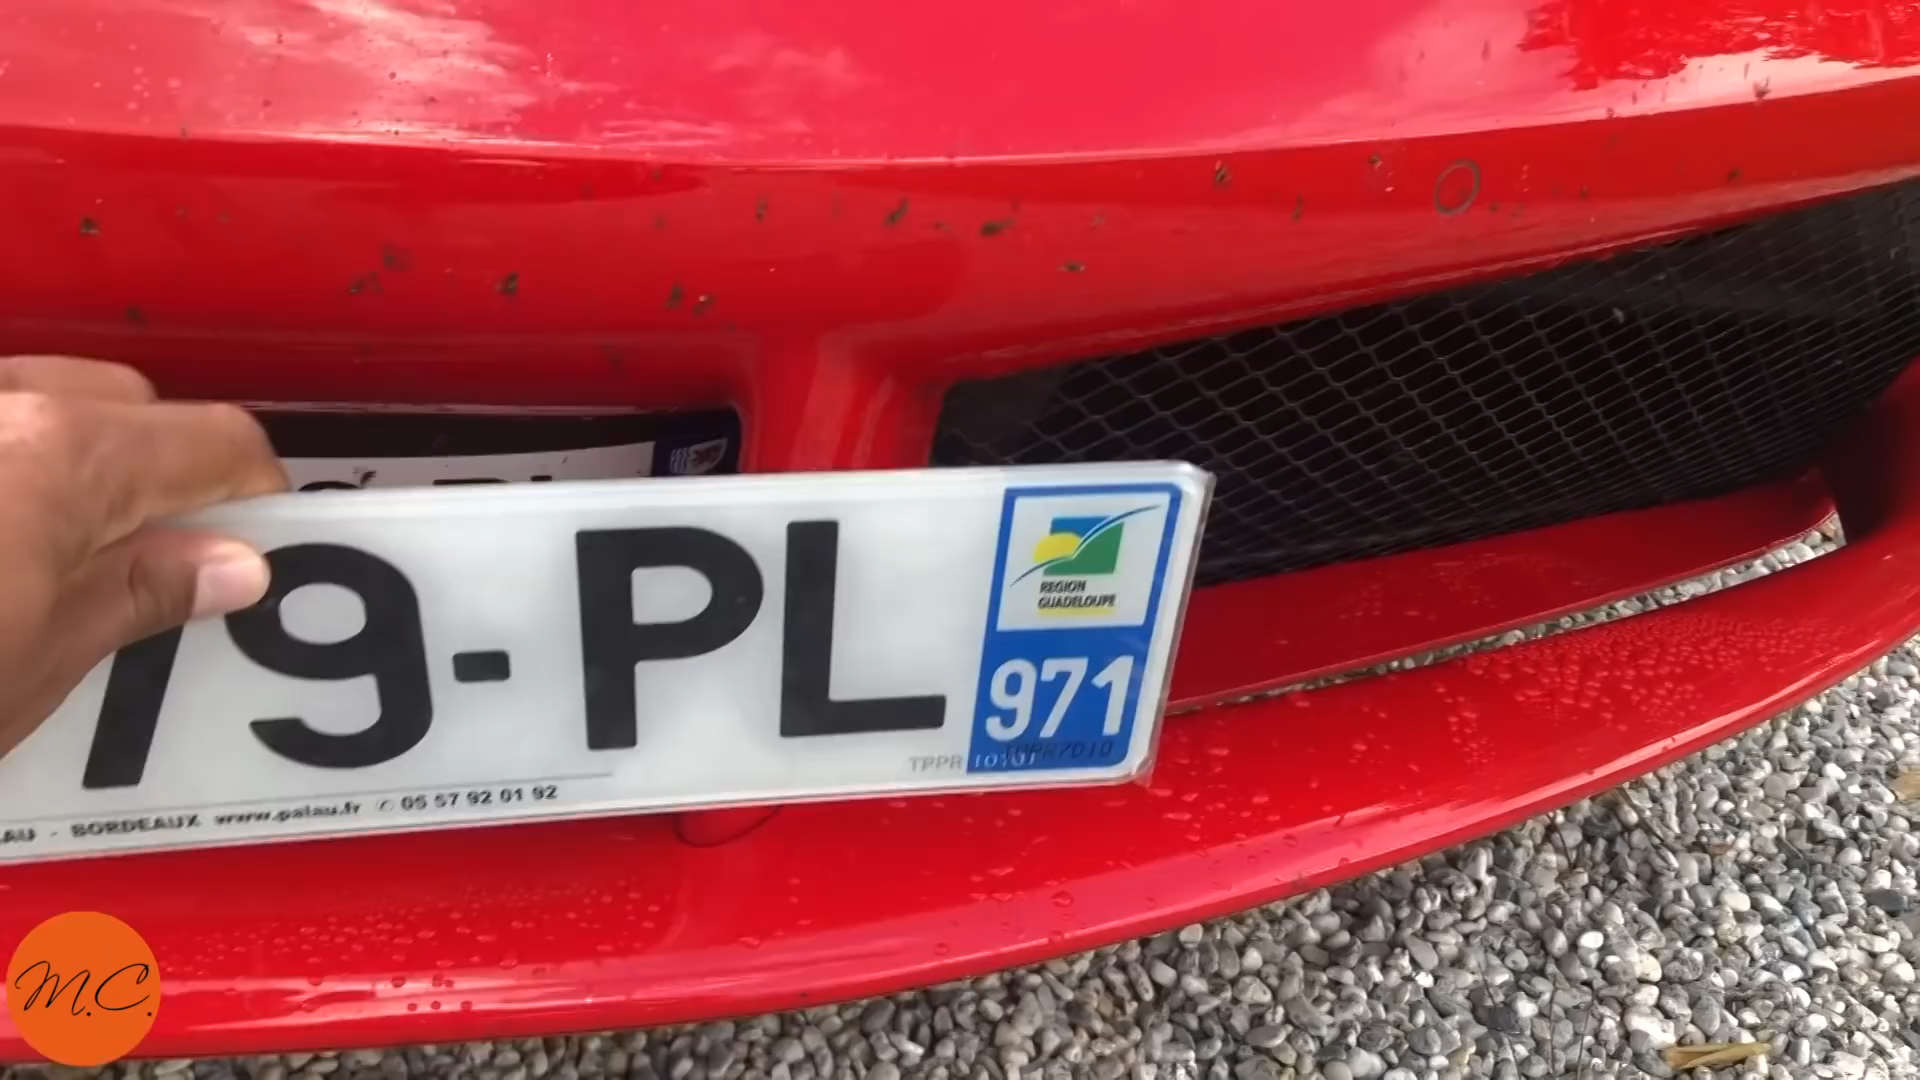 79-PL
REGION
GUADELOUPE
971
TPPR
BORDEAUX www.palau.fr 05 57 92 01 92
M.C.